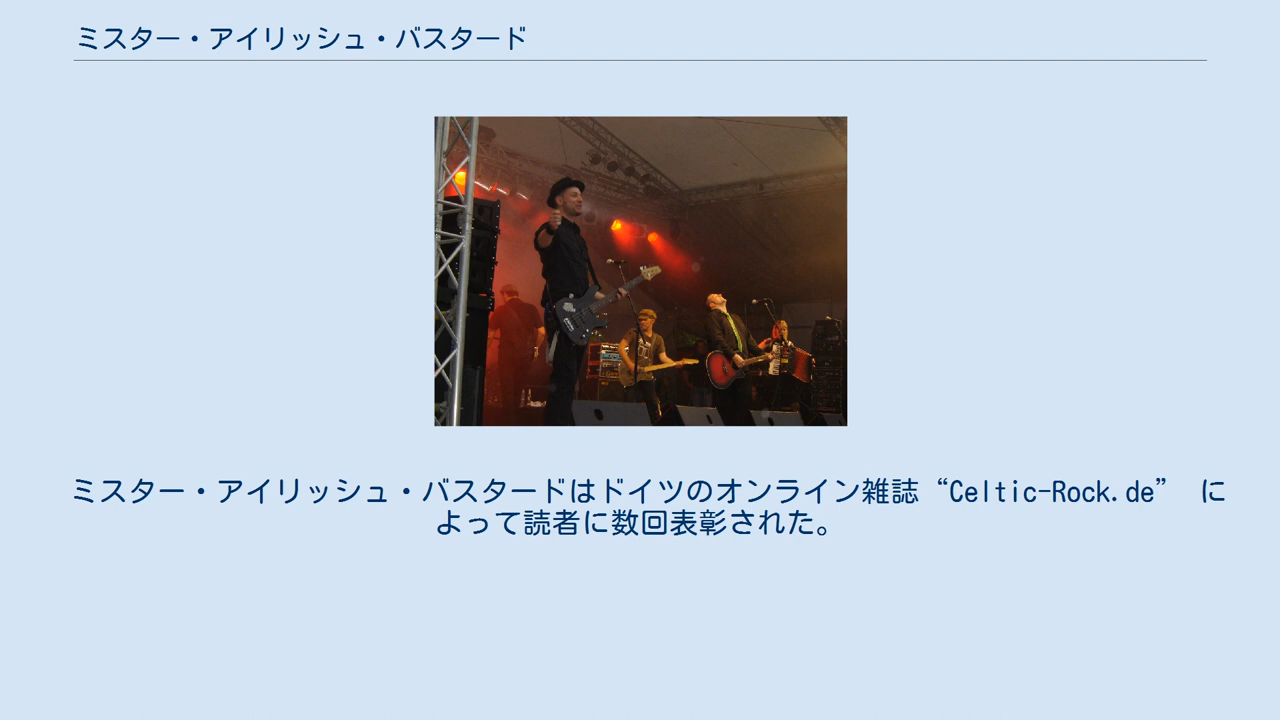 ミスター・アイリッシュ・バスタード
ミスター・アイリッシュ・バスタードはドイツのオンライン雑誌“Celtic-Rock.de” に
よって読者に数回表彰された。